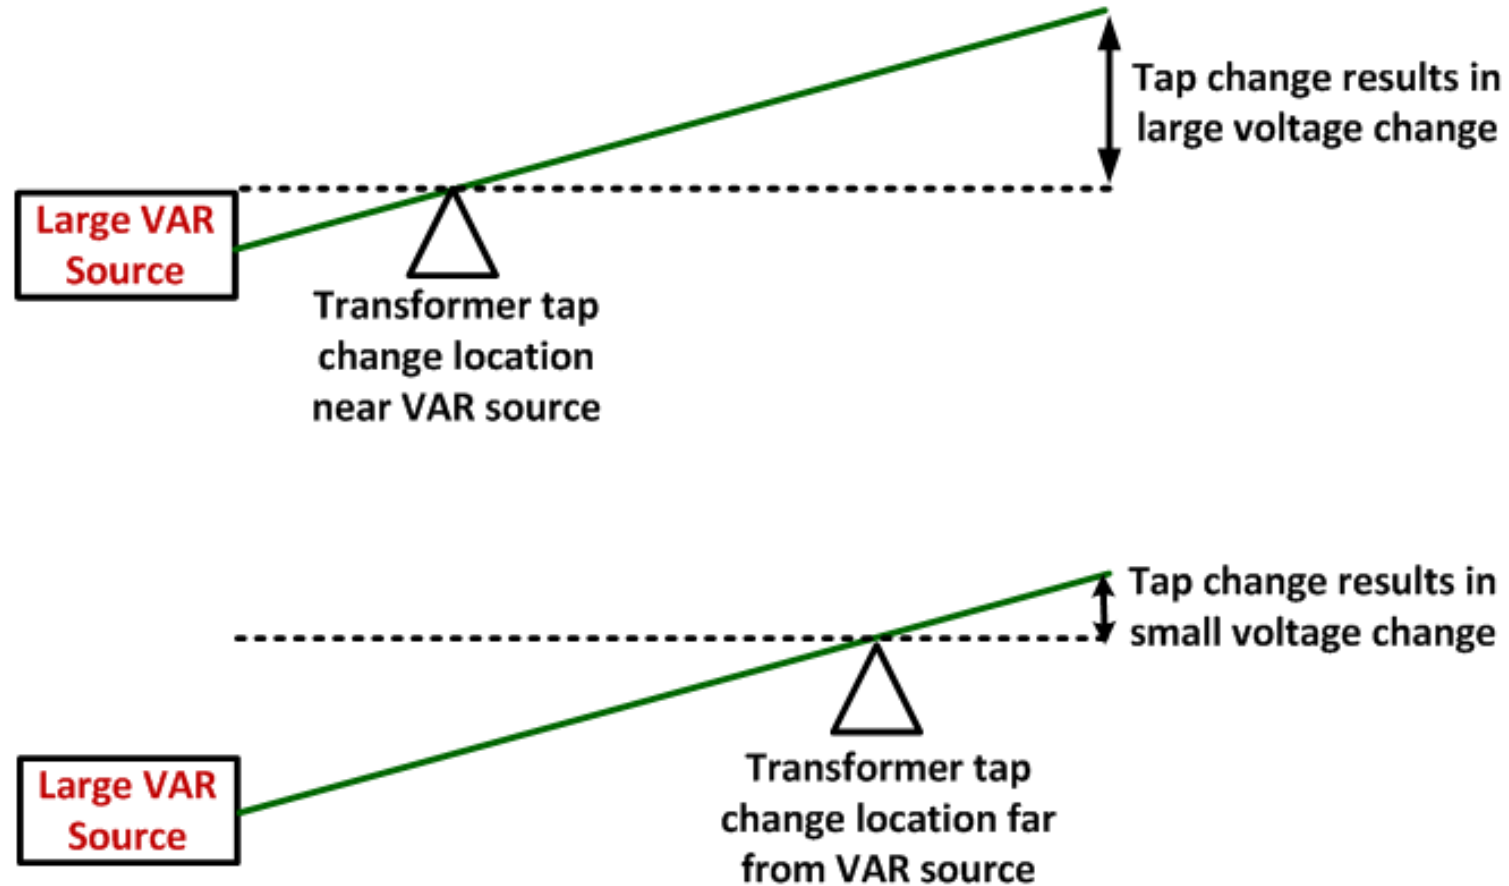 Tap change results in
large voltage change
Large VAR
Source
Transformer tap
change location
near VAR source
Tap change results in
small voltage change
Large VAR
Source
Transformer tap
change location far
from VAR source